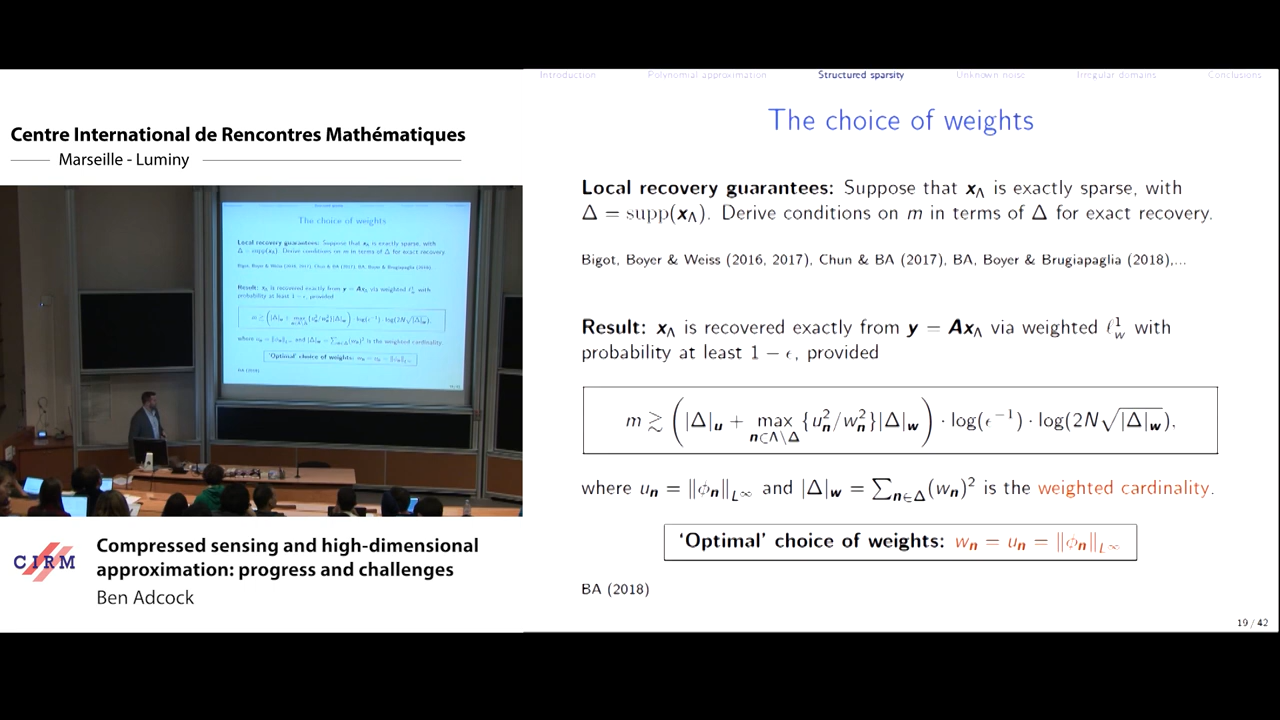 Introduction Polynomial approximation Structured sparsity Unknown noise Irregular domains Conclusions
Centre International de Rencontres Mathématiques
Marseille - Luminy
The choice of weights
Local recovery guarantees: Suppose that x_Λ is exactly sparse, with
Δ = supp(x_Λ). Derive conditions on m in terms of Δ for exact recovery.
Bigot, Boyer & Weiss (2016, 2017), Chun & BA (2017), BA, Boyer & Brugiapaglia (2018),...
Result: x_Λ is recovered exactly from y = Ax_Λ via weighted ℓ¹_w with
probability at least 1 − ϵ, provided
m ≳ (|Δ|_u + max_{n⊂Λ\Δ} {u_n²/w_n²}|Δ|_w) · log(ϵ⁻¹) · log(2N√|Δ|_w),
where u_n = ‖ϕ_n‖_{L∞} and |Δ|_w = ∑_{n∈Δ}(w_n)² is the weighted cardinality.
'Optimal' choice of weights: w_n = u_n = ‖ϕ_n‖_{L∞}
BA (2018)
19 / 42
CIRM
Compressed sensing and high-dimensional
approximation: progress and challenges
Ben Adcock